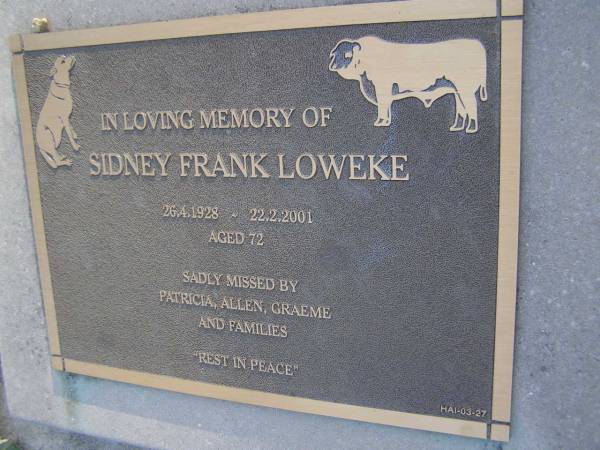 IN LOVING MEMORY OF
SIDNEY FRANK LOWEKE
26.4.1928 ~ 22.2.2001
AGED 72
SADLY MISSED BY
PATRICIA, ALLEN, GRAEME
AND FAMILIES
"REST IN PEACE"
HAI-03-27